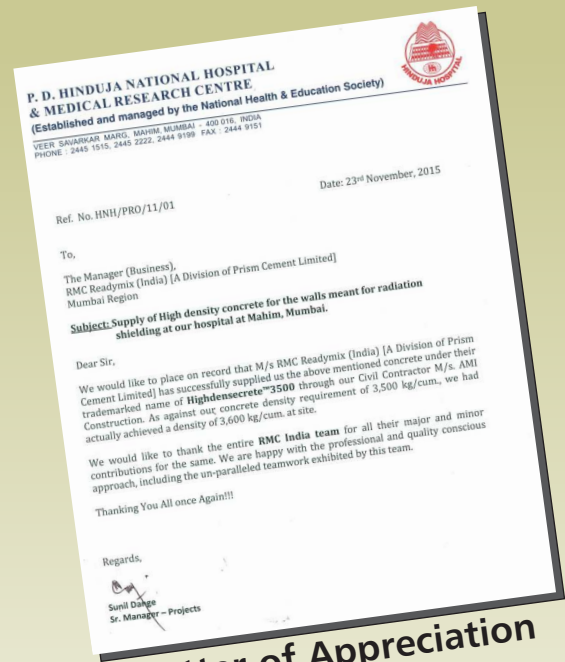 P. D. HINDUJA NATIONAL HOSPITAL
& MEDICAL RESEARCH CENTRE
(Established and managed by the National Health & Education Society)
VEER SAVARKAR MARG, MAHIM, MUMBAI - 400 016, INDIA
PHONE : 2445 1515, 2445 2222, 2444 9199 FAX : 2444 9151
HINDUJA HOSPITAL
Date: 23rd November, 2015
Ref. No. HNH/PRO/11/01
To,
The Manager (Business),
RMC Readymix (India) [A Division of Prism Cement Limited]
Mumbai Region
Subject: Supply of High density concrete for the walls meant for radiation
shielding at our hospital at Mahim, Mumbai.
Dear Sir,
We would like to place on record that M/s RMC Readymix (India) [A Division of Prism
Cement Limited] has successfully supplied us the above mentioned concrete under their
trademarked name of Highdensecrete™3500 through our Civil Contractor M/s. AMI
Construction. As against our concrete density requirement of 3,500 kg/cum., we had
actually achieved a density of 3,600 kg/cum. at site.
We would like to thank the entire RMC India team for all their major and minor
contributions for the same. We are happy with the professional and quality conscious
approach, including the un-paralleled teamwork exhibited by this team.
Thanking You All once Again!!!
Regards,
Sunil Dange
Sr. Manager – Projects
of Appreciation